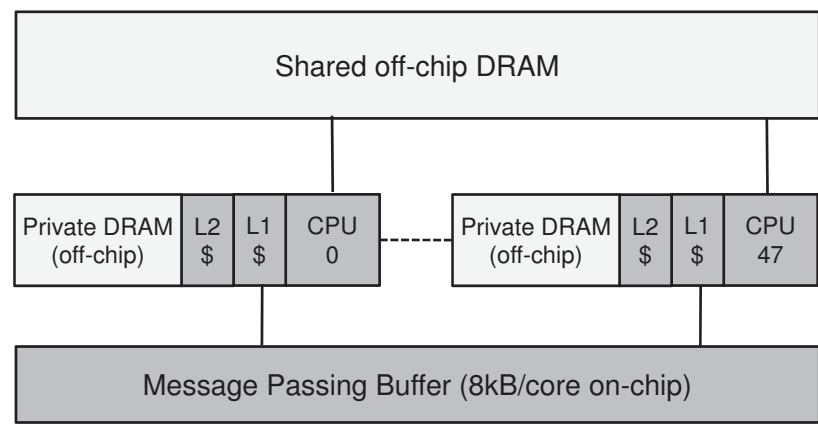 Shared off-chip DRAM
Private DRAM
(off-chip)
L2
$
L1
$
CPU
0
Private DRAM
(off-chip)
L2
$
L1
$
CPU
47
Message Passing Buffer (8kB/core on-chip)